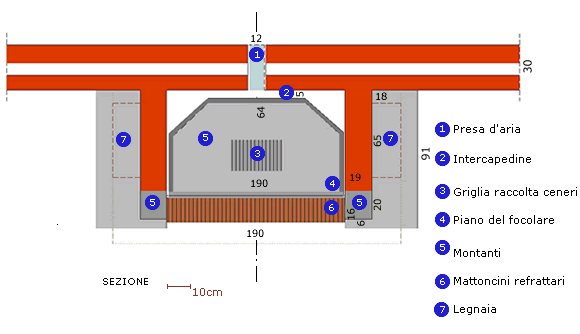 12
1
30
2
5
18
64
7
5
65
7
3
91
190
4
19
5
6
5
16
20
6
190
SEZIONE
10cm
1 Presa d'aria
2 Intercapedine
3 Griglia raccolta ceneri
4 Piano del focolare
5 Montanti
6 Mattoncini refrattari
7 Legnaia